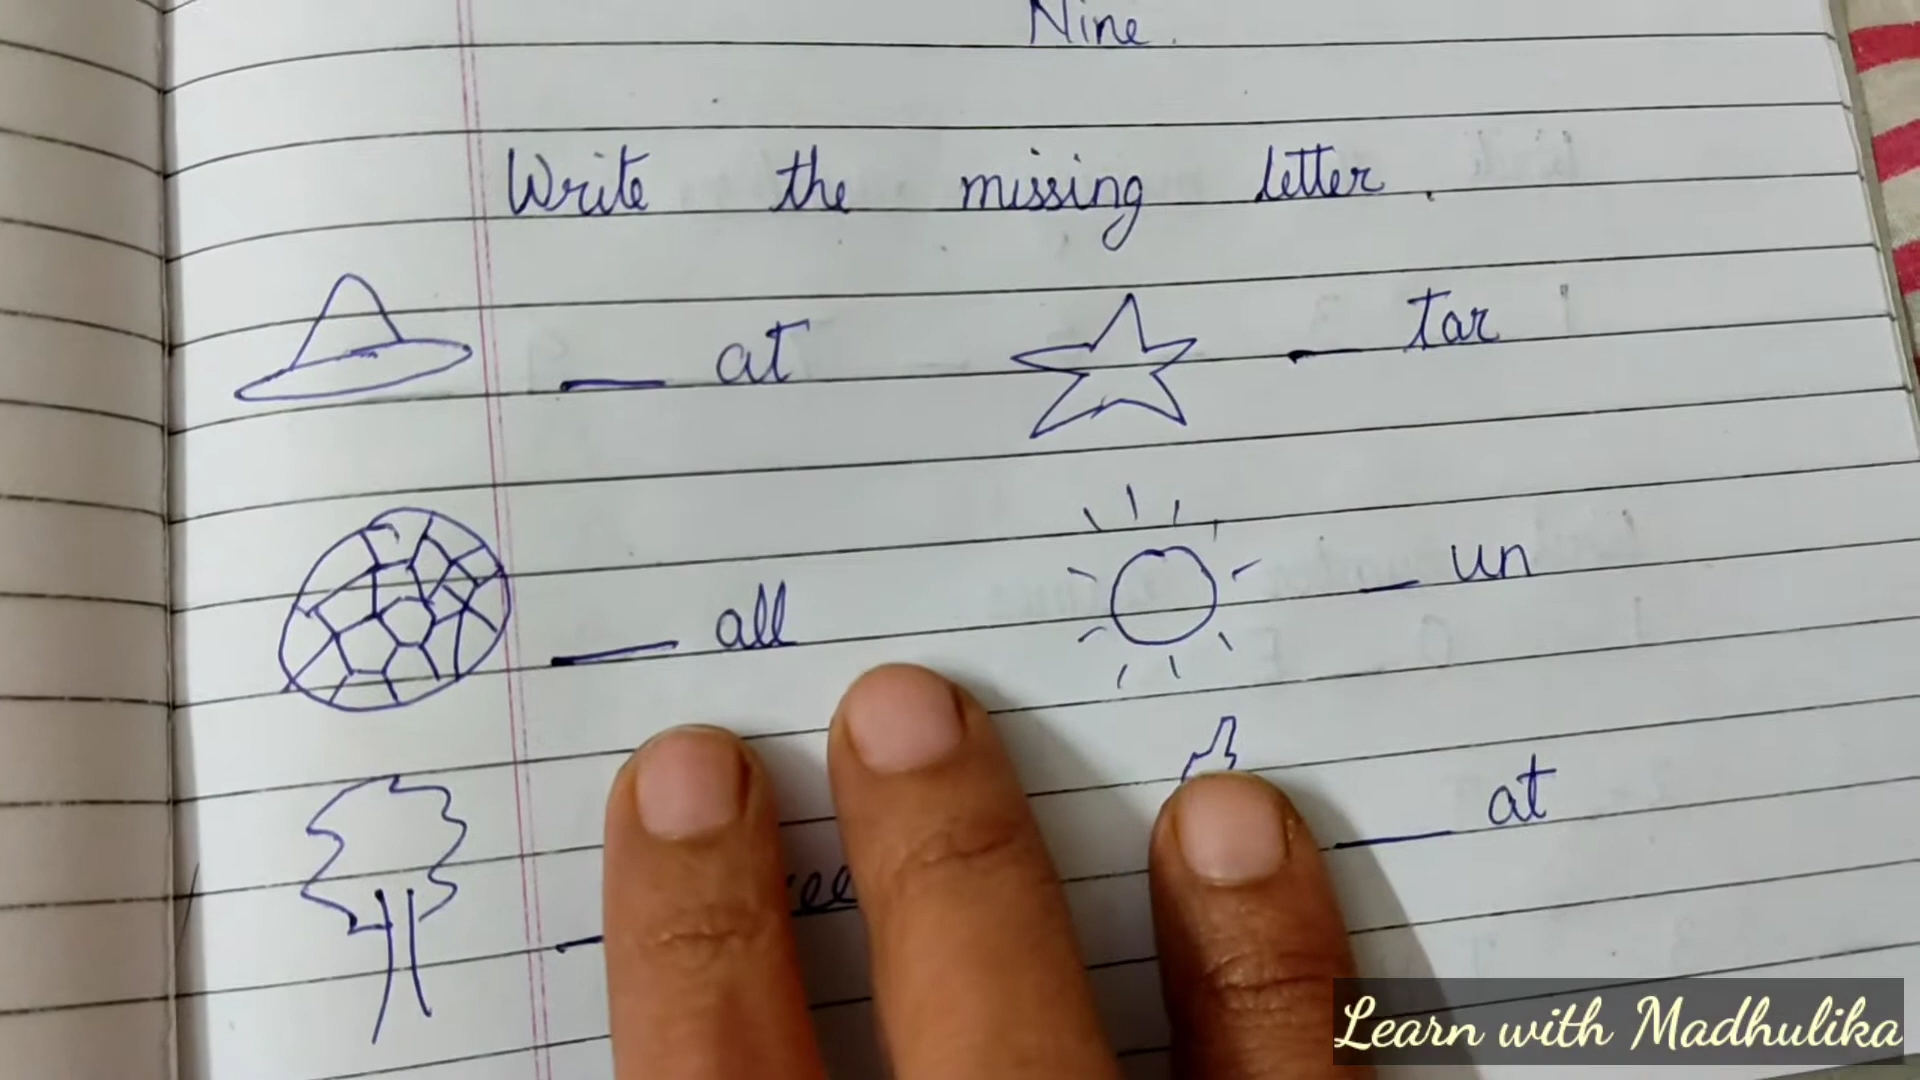 Nine.
Write the missing letter.
_ at
_ tar
_ all
_ un
_ at
Learn with Madhulika